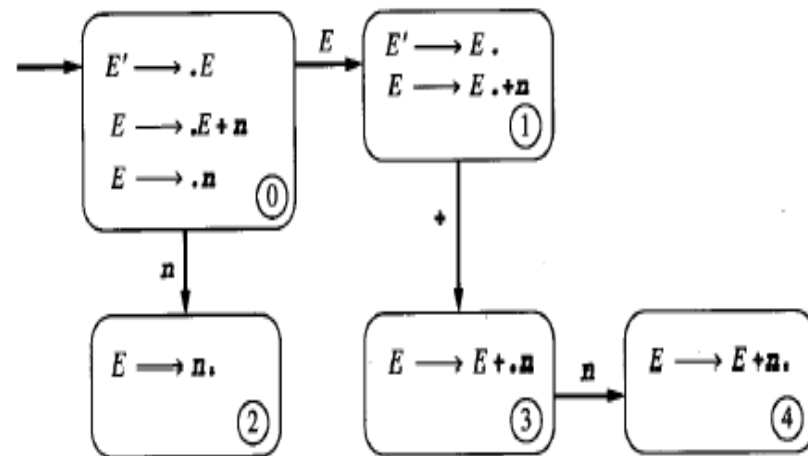 E' ⟶ .E
E ⟶ .E+n
E ⟶ .n
0
E
E' ⟶ E.
E ⟶ E.+n
1
n
+
E ⟶ n.
2
E ⟶ E+.n
3
n
E ⟶ E+n.
4